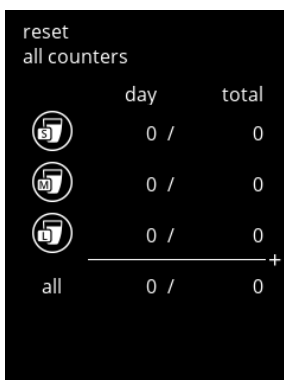 reset
all counters
day total
S 0 / 0
M 0 / 0
L 0 / 0
+
all 0 / 0